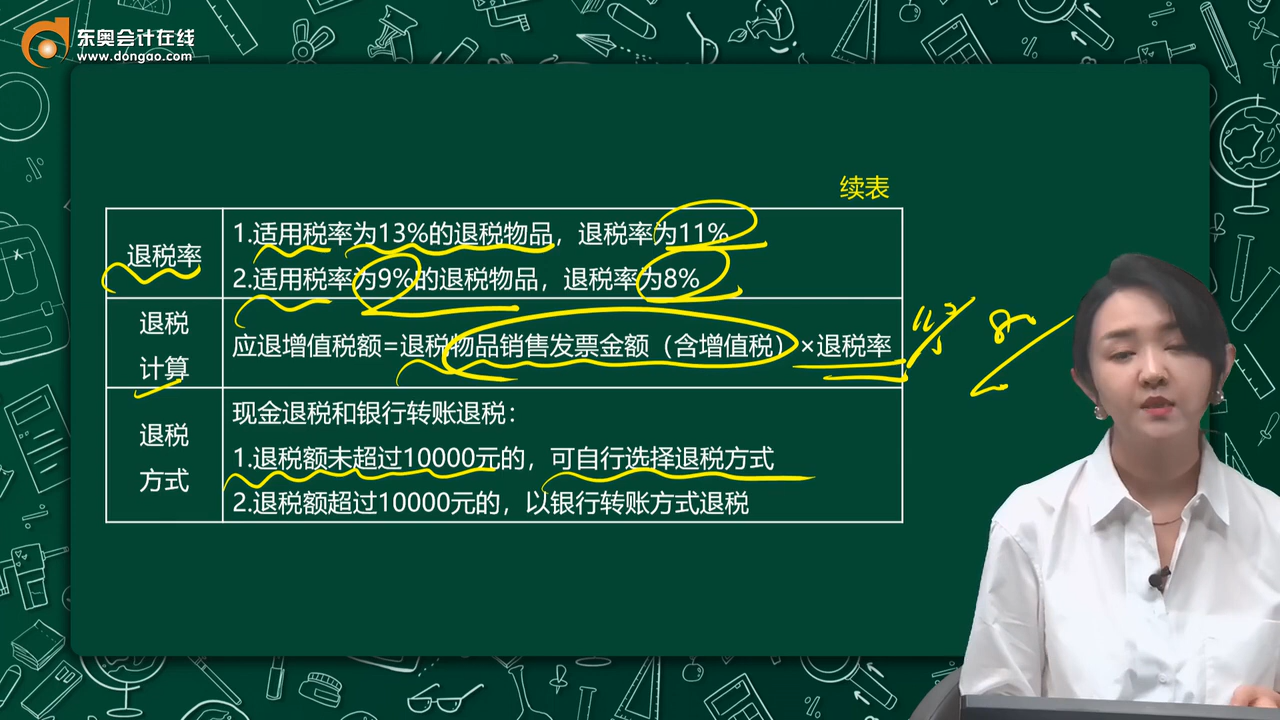 东奥会计在线
www.dongao.com
续表
退税率
1.适用税率为13%的退税物品，退税率为11%
2.适用税率为9%的退税物品，退税率为8%
退税
计算
应退增值税额=退税物品销售发票金额（含增值税）×退税率
11%
8%
退税
方式
现金退税和银行转账退税：
1.退税额未超过10000元的，可自行选择退税方式
2.退税额超过10000元的，以银行转账方式退税